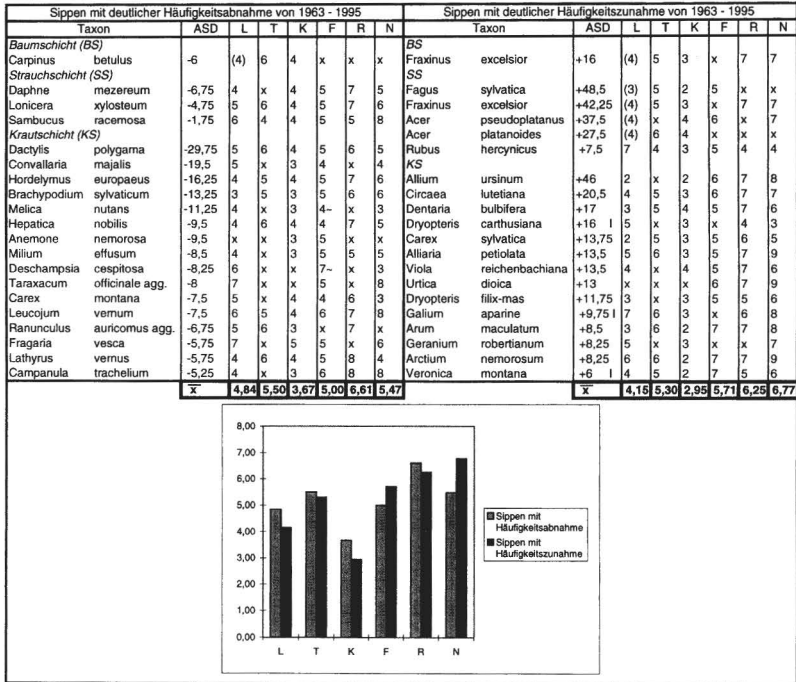 Sippen mit deutlicher Häufigkeitsabnahme von 1963 - 1995
Taxon ASD L T K F R N
Baumschicht (BS)
Carpinus betulus -6 (4) 6 4 x x x
Strauchschicht (SS)
Daphne mezereum -6,75 4 x 4 5 7 5
Lonicera xylosteum -4,75 5 6 4 5 7 6
Sambucus racemosa -1,75 6 4 4 5 5 8
Krautschicht (KS)
Dactylis polygama -29,75 5 6 4 5 6 5
Convallaria majalis -19,5 5 x 3 4 x 4
Hordelymus europaeus -16,25 4 5 4 5 7 6
Brachypodium sylvaticum -13,25 3 5 3 5 6 6
Melica nutans -11,25 4 x 3 4~ x 3
Hepatica nobilis -9,5 4 6 4 4 7 5
Anemone nemorosa -9,5 x x 3 5 x x
Milium effusum -8,5 4 x 3 5 5 5
Deschampsia cespitosa -8,25 6 x x 7~ x 3
Taraxacum officinale agg. -8 7 x x 5 x 8
Carex montana -7,5 5 x 4 4 6 3
Leucojum vernum -7,5 6 5 4 6 7 8
Ranunculus auricomus agg. -6,75 5 6 3 x 7 x
Fragaria vesca -5,75 7 x 5 5 x 6
Lathyrus vernus -5,75 4 6 4 5 8 4
Campanula trachelium -5,25 4 x 3 6 8 8
x̅ 4,84 5,50 3,67 5,00 6,61 5,47
Sippen mit deutlicher Häufigkeitszunahme von 1963 - 1995
Taxon ASD L T K F R N
BS
Fraxinus excelsior +16 (4) 5 3 x 7 7
SS
Fagus sylvatica +48,5 (3) 5 2 5 x x
Fraxinus excelsior +42,25 (4) 5 3 x 7 7
Acer pseudoplatanus +37,5 (4) x 4 6 x 7
Acer platanoides +27,5 (4) 6 4 x x x
Rubus hercynicus +7,5 7 4 3 5 4 4
KS
Allium ursinum +46 2 x 2 6 7 8
Circaea lutetiana +20,5 4 5 3 6 7 7
Dentaria bulbifera +17 3 5 4 5 7 6
Dryopteris carthusiana +16 I 5 x 3 x 4 3
Carex sylvatica +13,75 2 5 3 5 6 5
Alliaria petiolata +13,5 5 6 3 5 7 9
Viola reichenbachiana +13,5 4 x 4 5 7 6
Urtica dioica +13 x x x 6 7 9
Dryopteris filix-mas +11,75 3 x 3 5 5 6
Galium aparine +9,75 I 7 6 3 x 6 8
Arum maculatum +8,5 3 6 2 7 7 8
Geranium robertianum +8,25 5 x 3 x x 7
Arctium nemorosum +8,25 6 6 2 7 7 9
Veronica montana +6 I 4 5 2 7 5 6
x̅ 4,15 5,30 2,95 5,71 6,25 6,77
8,00
7,00
6,00
5,00
4,00
3,00
2,00
1,00
0,00
L T K F R N
Sippen mit
Häufigkeitsabnahme
Sippen mit
Häufigkeitszunahme